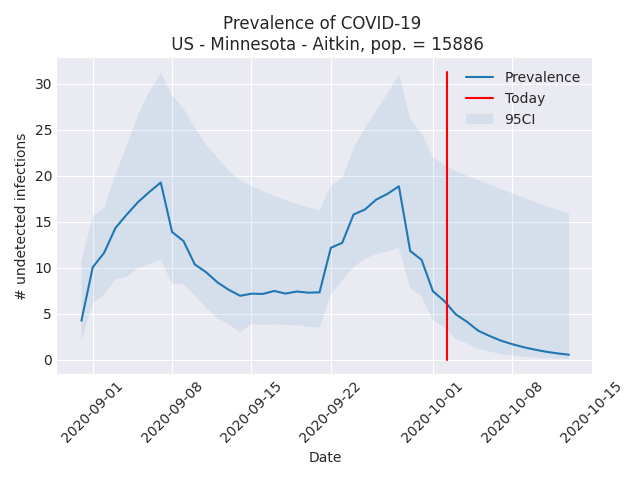 Prevalence of COVID-19
US - Minnesota - Aitkin, pop. = 15886
30
25
20
15
10
5
0
# undetected infections
Prevalence
Today
95CI
2020-09-01
2020-09-08
2020-09-15
2020-09-22
2020-10-01
2020-10-08
2020-10-15
Date